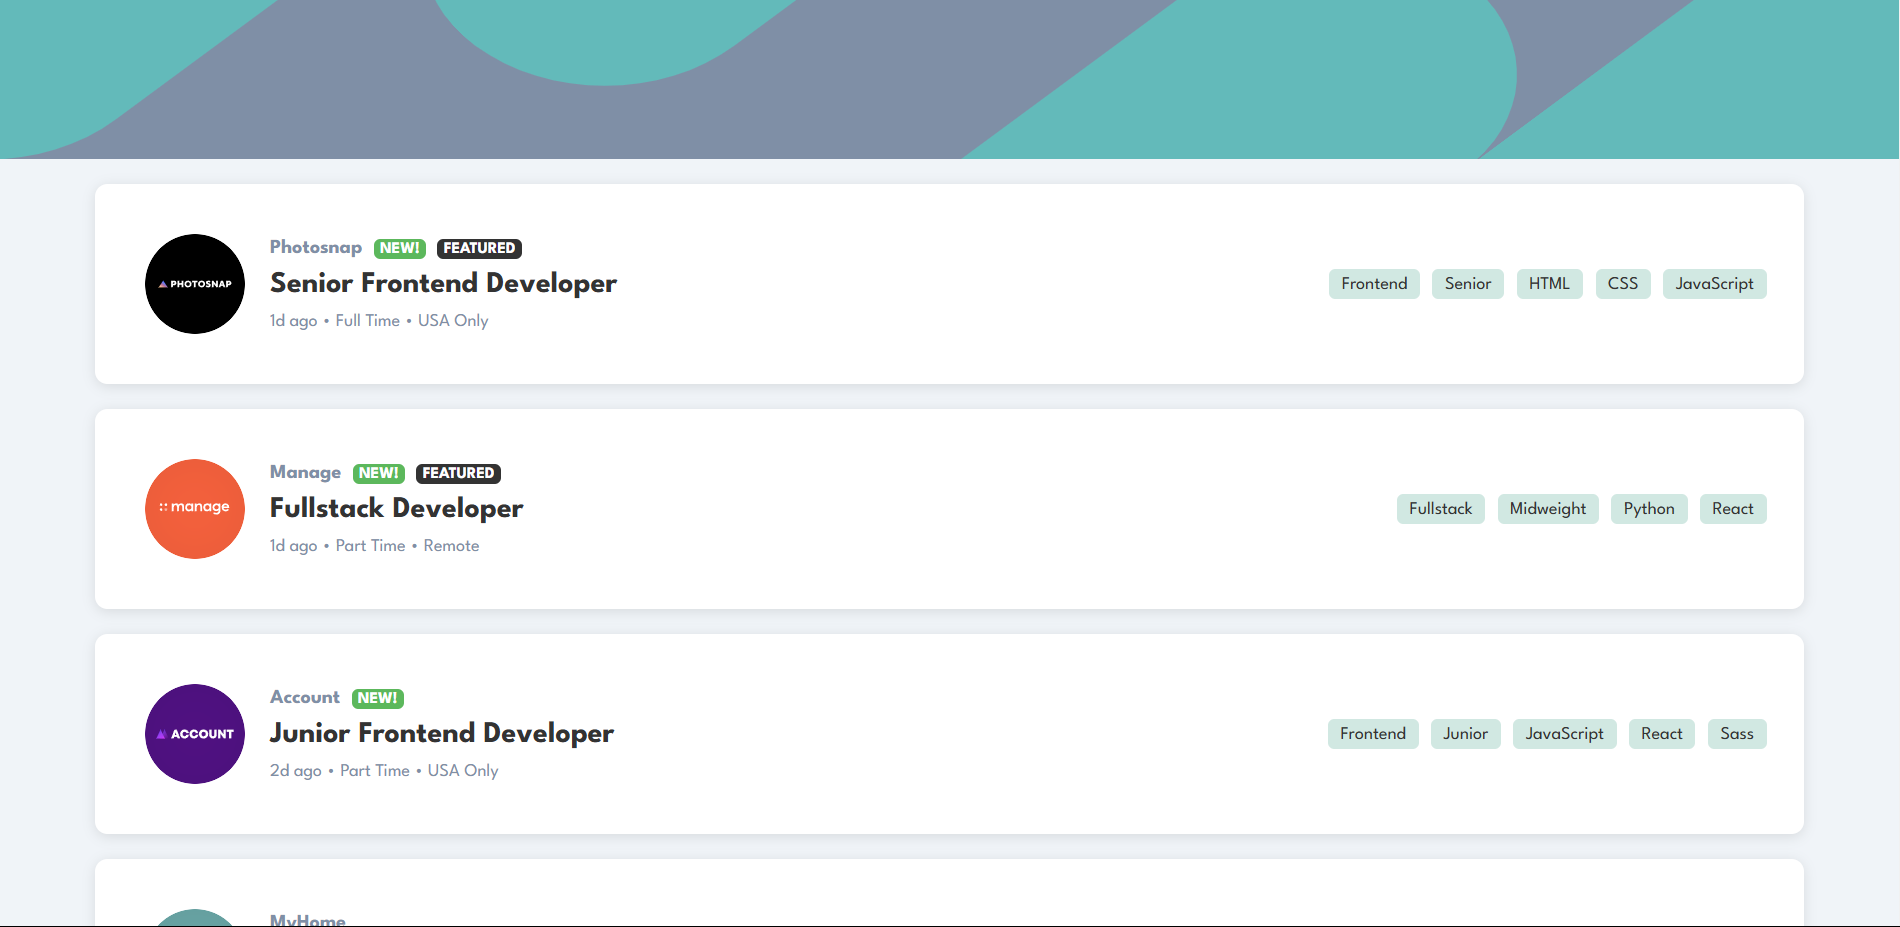 PHOTOSNAP
Photosnap NEW! FEATURED
Senior Frontend Developer
1d ago • Full Time • USA Only
Frontend Senior HTML CSS JavaScript
manage
Manage NEW! FEATURED
Fullstack Developer
1d ago • Part Time • Remote
Fullstack Midweight Python React
ACCOUNT
Account NEW!
Junior Frontend Developer
2d ago • Part Time • USA Only
Frontend Junior JavaScript React Sass
MyHome